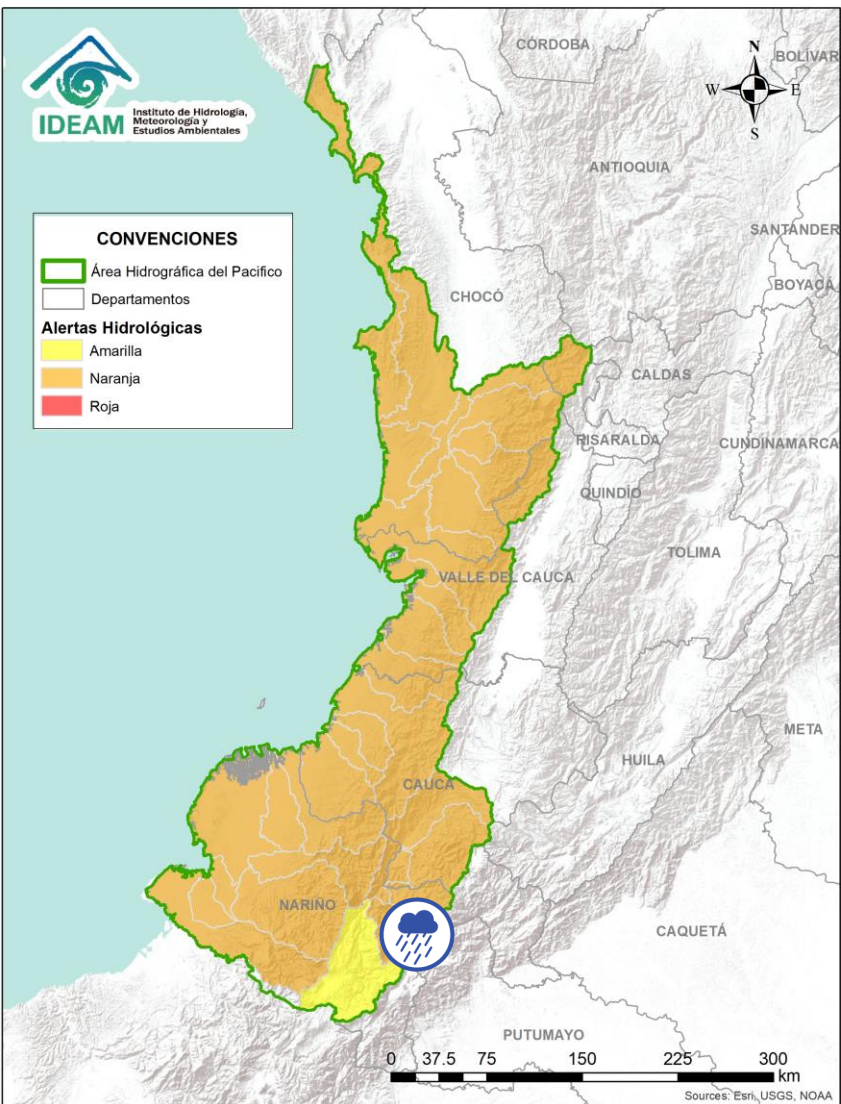 IDEAM
Instituto de Hidrología,
Meteorología y
Estudios Ambientales
CÓRDOBA
N
BOLÍVAR
W
E
S
ANTIOQUIA
CONVENCIONES
Área Hidrográfica del Pacifico
Departamentos
Alertas Hidrológicas
Amarilla
Naranja
Roja
SANTANDER
BOYACÁ
CHOCÓ
CALDAS
RISARALDA
CUNDINAMARCA
QUINDÍO
TOLIMA
VALLE DEL CAUCA
META
HUILA
CAUCA
NARIÑO
CAQUETÁ
PUTUMAYO
0 37.5 75 150 225 300
km
Sources: Esri, USGS, NOAA